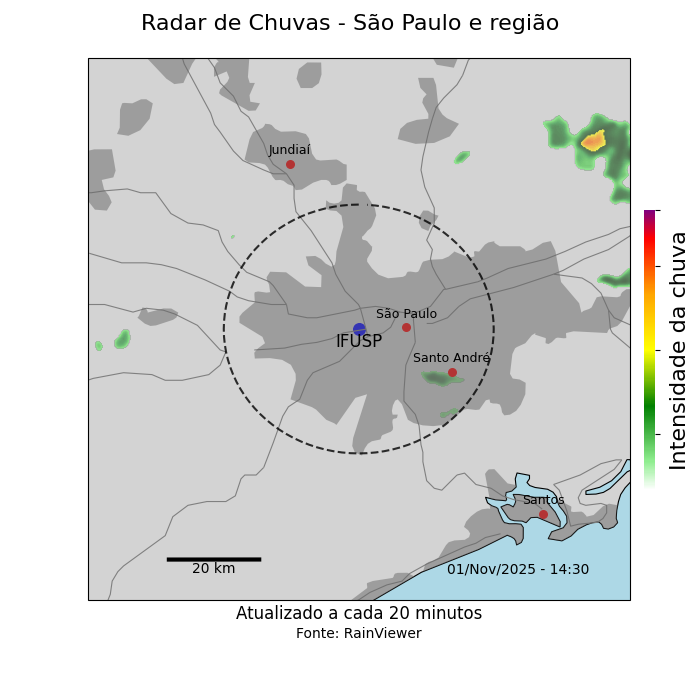 Radar de Chuvas - São Paulo e região
Jundiaí
São Paulo
IFUSP
Santo André
Intensidade da chuva
Santos
20 km
01/Nov/2025 - 14:30
Atualizado a cada 20 minutos
Fonte: RainViewer